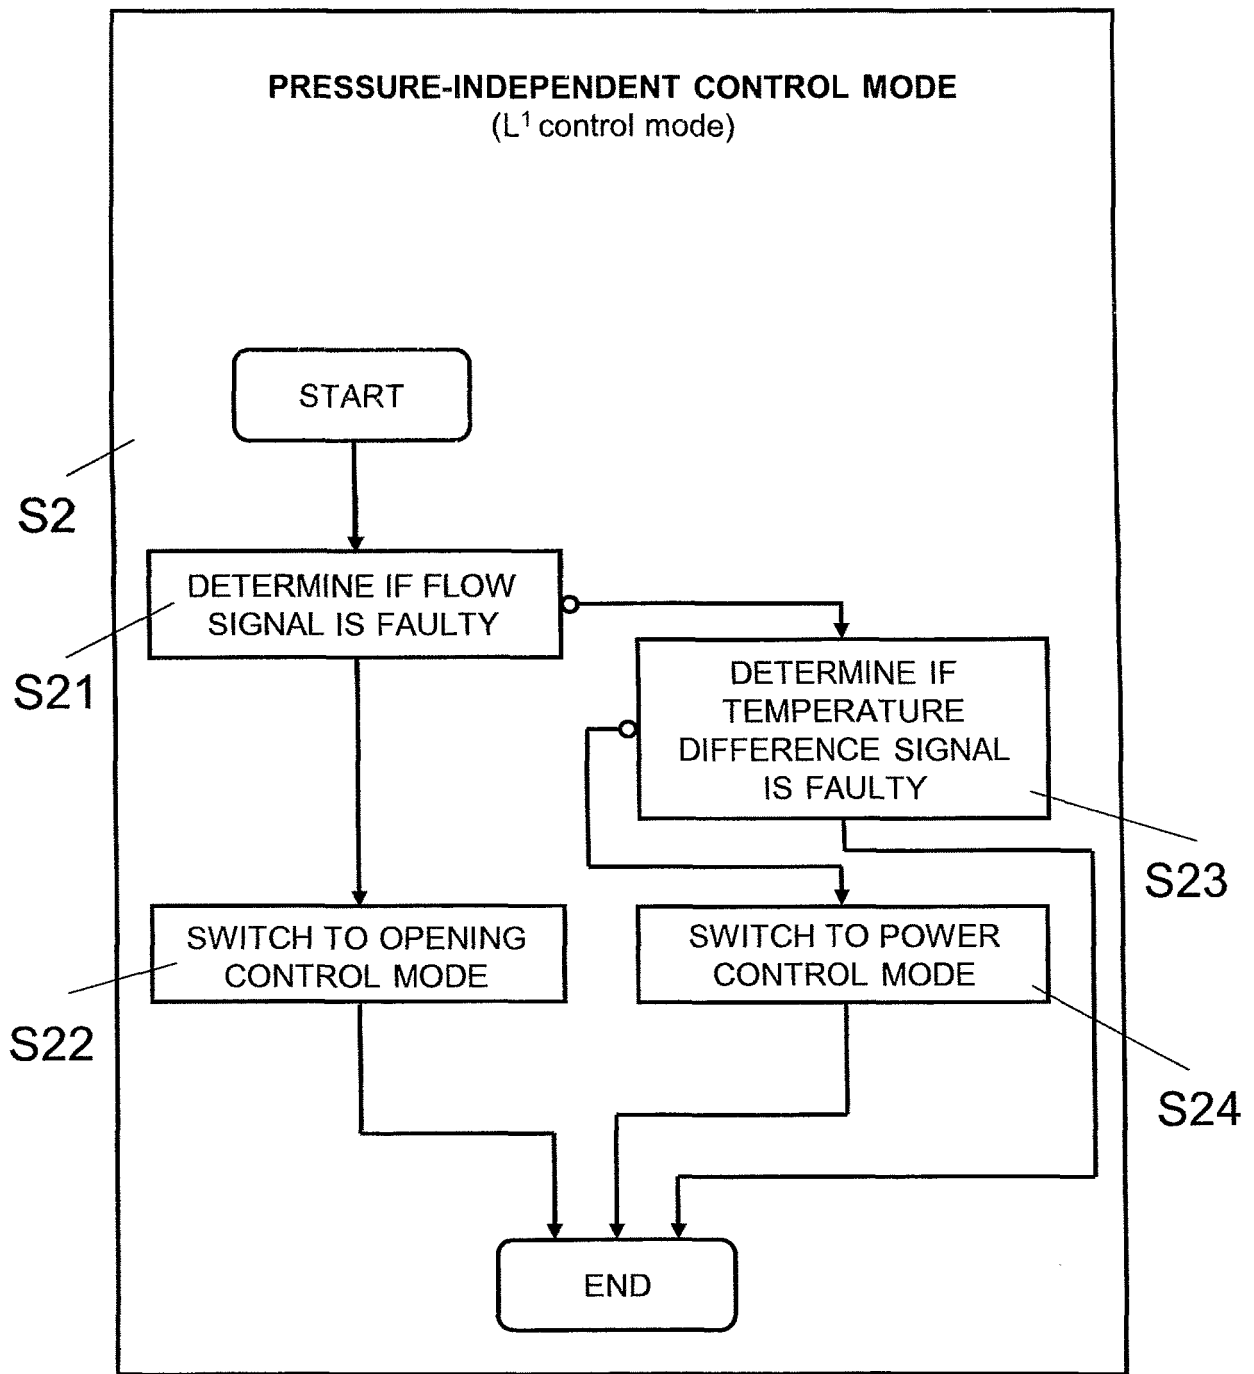 PRESSURE-INDEPENDENT CONTROL MODE
(L¹ control mode)
START
S2
DETERMINE IF FLOW
SIGNAL IS FAULTY
S21
DETERMINE IF
TEMPERATURE
DIFFERENCE SIGNAL
IS FAULTY
S23
SWITCH TO OPENING
CONTROL MODE
S22
SWITCH TO POWER
CONTROL MODE
S24
END